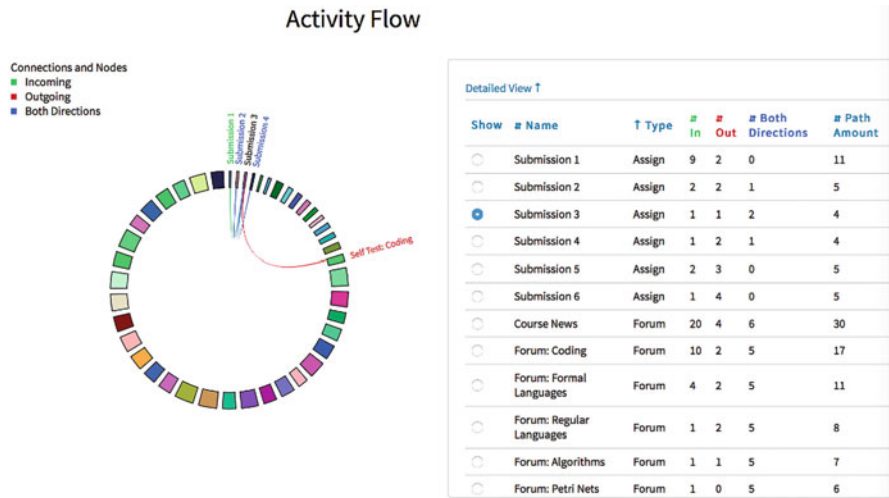 Activity Flow
Connections and Nodes
Incoming
Outgoing
Both Directions
Submission 1
Submission 2
Submission 3
Submission 4
Self Test: Coding
Detailed View ↑
Show Name ↑ Type In Out Both Directions Path Amount
Submission 1 Assign 9 2 0 11
Submission 2 Assign 2 2 1 5
Submission 3 Assign 1 1 2 4
Submission 4 Assign 1 2 1 4
Submission 5 Assign 2 3 0 5
Submission 6 Assign 1 4 0 5
Course News Forum 20 4 6 30
Forum: Coding Forum 10 2 5 17
Forum: Formal
Languages Forum 4 2 5 11
Forum: Regular
Languages Forum 1 2 5 8
Forum: Algorithms Forum 1 1 5 7
Forum: Petri Nets Forum 1 0 5 6